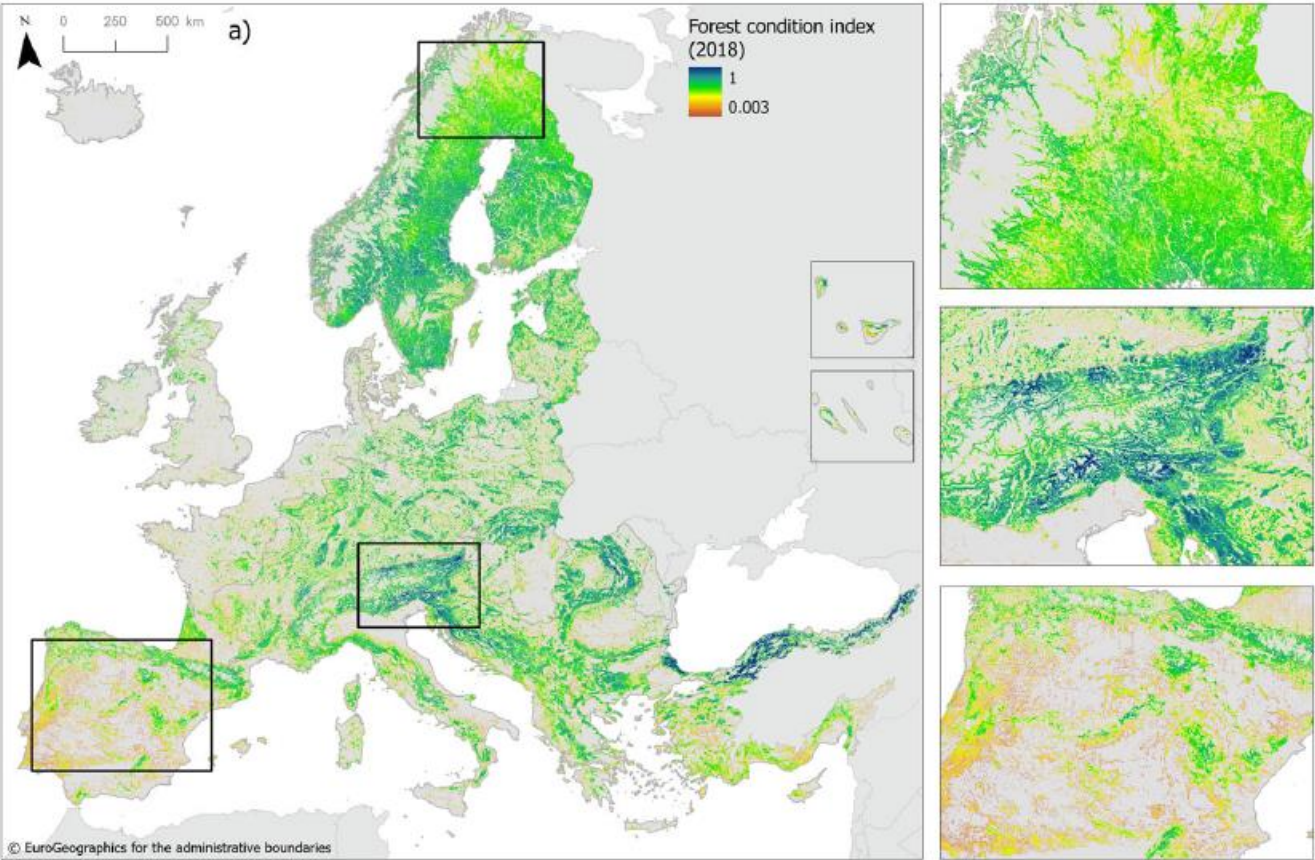 N
0 250 500 km
a)
Forest condition index
(2018)
1
0.003
© EuroGeographics for the administrative boundaries